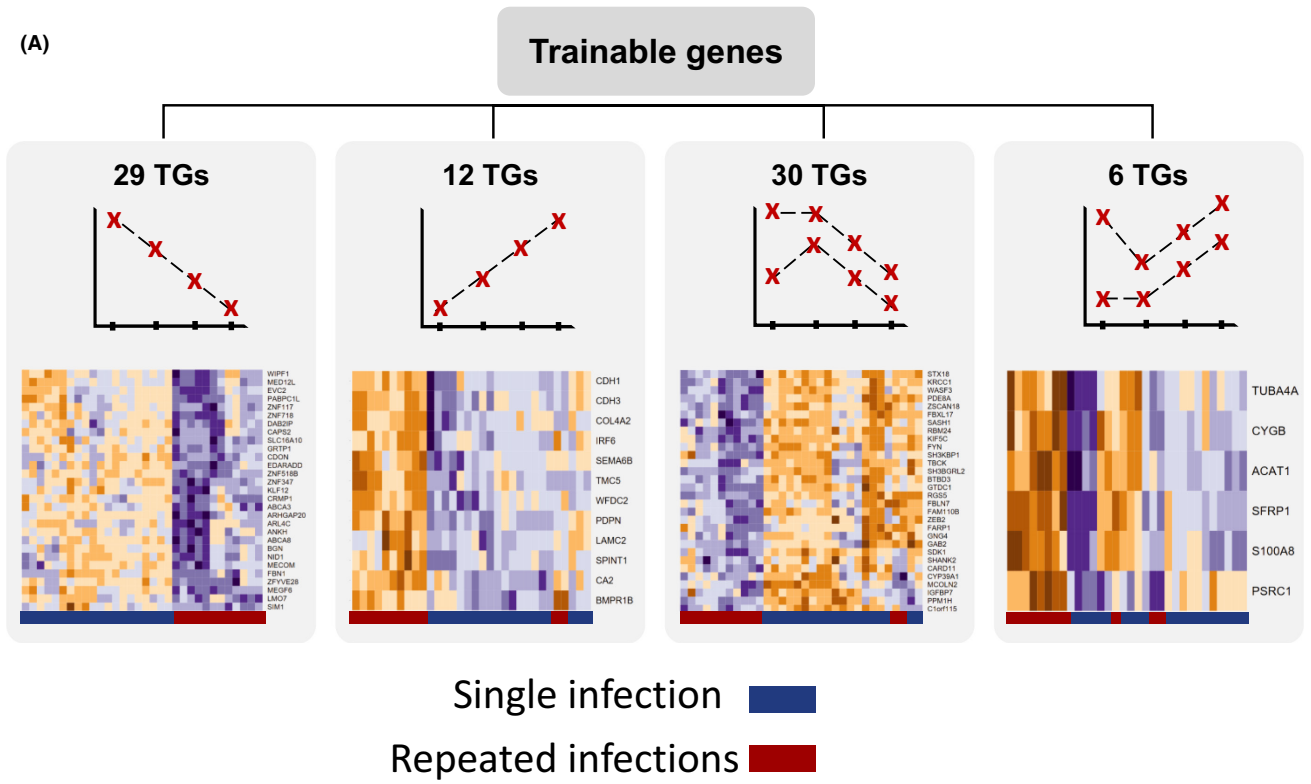 (A)
Trainable genes
29 TGs
12 TGs
30 TGs
6 TGs
WIPF1
MED12L
EVC2
PABPC1L
ZNF117
ZNF718
DAB2IP
CAPS2
SLC16A10
GRTP1
CDON
EDARADD
ZNF518B
ZNF347
KLF12
CRMP1
ABCA3
ARHGAP20
ARL4C
ANKH
ABCA8
BGN
NID1
MECOM
FBN1
ZFYVE28
MEGF6
LMO7
SIM1
CDH1
CDH3
COL4A2
IRF6
SEMA6B
TMC5
WFDC2
PDPN
LAMC2
SPINT1
CA2
BMPR1B
STX18
KRCC1
WASF3
PDE8A
ZSCAN18
FBXL17
SASH1
RBM24
KIF5C
FYN
SH3KBP1
TBCK
SH3BGRL2
BTBD3
GTDC1
RGS5
FBLN7
FAM110B
ZEB2
FARP1
GNG4
GAB2
SDK1
SHANK2
CARD11
CYP39A1
MCOLN2
IGFBP7
PPM1H
C1orf115
TUBA4A
CYGB
ACAT1
SFRP1
S100A8
PSRC1
Single infection
Repeated infections